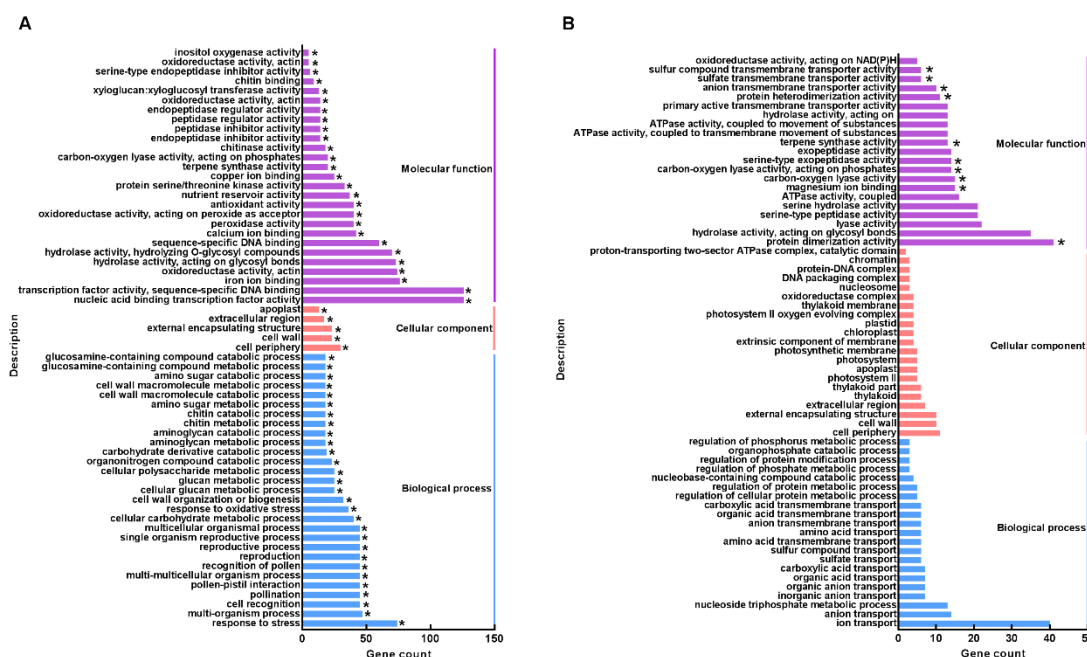 A
inositol oxygenase activity *
oxidoreductase activity, actin *
serine-type endopeptidase inhibitor activity *
chitin binding *
xyloglucan:xyloglucosyl transferase activity *
oxidoreductase activity, actin *
endopeptidase regulator activity *
peptidase regulator activity *
peptidase inhibitor activity *
endopeptidase inhibitor activity *
chitinase activity *
carbon-oxygen lyase activity, acting on phosphates *
terpene synthase activity *
copper ion binding *
protein serine/threonine kinase activity *
nutrient reservoir activity *
antioxidant activity *
oxidoreductase activity, acting on peroxide as acceptor *
peroxidase activity *
calcium ion binding *
sequence-specific DNA binding *
hydrolase activity, hydrolyzing O-glycosyl compounds *
hydrolase activity, acting on glycosyl bonds *
oxidoreductase activity, actin *
iron ion binding *
transcription factor activity, sequence-specific DNA binding *
nucleic acid binding transcription factor activity *
Molecular function
apoplast *
extracellular region *
external encapsulating structure *
cell wall *
cell periphery *
Cellular component
glucosamine-containing compound catabolic process *
glucosamine-containing compound metabolic process *
amino sugar catabolic process *
cell wall macromolecule metabolic process *
cell wall macromolecule catabolic process *
amino sugar metabolic process *
chitin catabolic process *
chitin metabolic process *
aminoglycan catabolic process *
aminoglycan metabolic process *
carbohydrate derivative catabolic process *
organonitrogen compound catabolic process *
cellular polysaccharide metabolic process *
glucan metabolic process *
cellular glucan metabolic process *
cell wall organization or biogenesis *
response to oxidative stress *
cellular carbohydrate metabolic process *
multicellular organismal process *
single organism reproductive process *
reproductive process *
reproduction *
recognition of pollen *
multi-multicellular organism process *
pollen-pistil interaction *
pollination *
cell recognition *
multi-organism process *
response to stress *
Biological process
Description
0 50 100 150
Gene count
B
oxidoreductase activity, acting on NAD(P)H
sulfur compound transmembrane transporter activity *
sulfate transmembrane transporter activity *
anion transmembrane transporter activity *
protein heterodimerization activity *
primary active transmembrane transporter activity
hydrolase activity, acting on
ATPase activity, coupled to movement of substances
ATPase activity, coupled to transmembrane movement of substances
terpene synthase activity *
exopeptidase activity
serine-type exopeptidase activity *
carbon-oxygen lyase activity, acting on phosphates *
carbon-oxygen lyase activity *
magnesium ion binding *
ATPase activity, coupled
serine hydrolase activity
serine-type peptidase activity
lyase activity
hydrolase activity, acting on glycosyl bonds
protein dimerization activity *
Molecular function
proton-transporting two-sector ATPase complex, catalytic domain
chromatin
protein-DNA complex
DNA packaging complex
nucleosome
oxidoreductase complex
thylakoid membrane
photosystem II oxygen evolving complex
plastid
chloroplast
extrinsic component of membrane
photosynthetic membrane
photosystem
apoplast
photosystem II
thylakoid part
thylakoid
extracellular region
external encapsulating structure
cell wall
cell periphery
Cellular component
regulation of phosphorus metabolic process
organophosphate catabolic process
regulation of protein modification process
regulation of phosphate metabolic process
nucleobase-containing compound catabolic process
regulation of protein metabolic process
regulation of cellular protein metabolic process
carboxylic acid transmembrane transport
organic acid transmembrane transport
anion transmembrane transport
amino acid transport
amino acid transmembrane transport
sulfur compound transport
sulfate transport
carboxylic acid transport
organic acid transport
organic anion transport
inorganic anion transport
nucleoside triphosphate metabolic process
anion transport
ion transport
Biological process
Description
0 10 20 30 40
Gene count